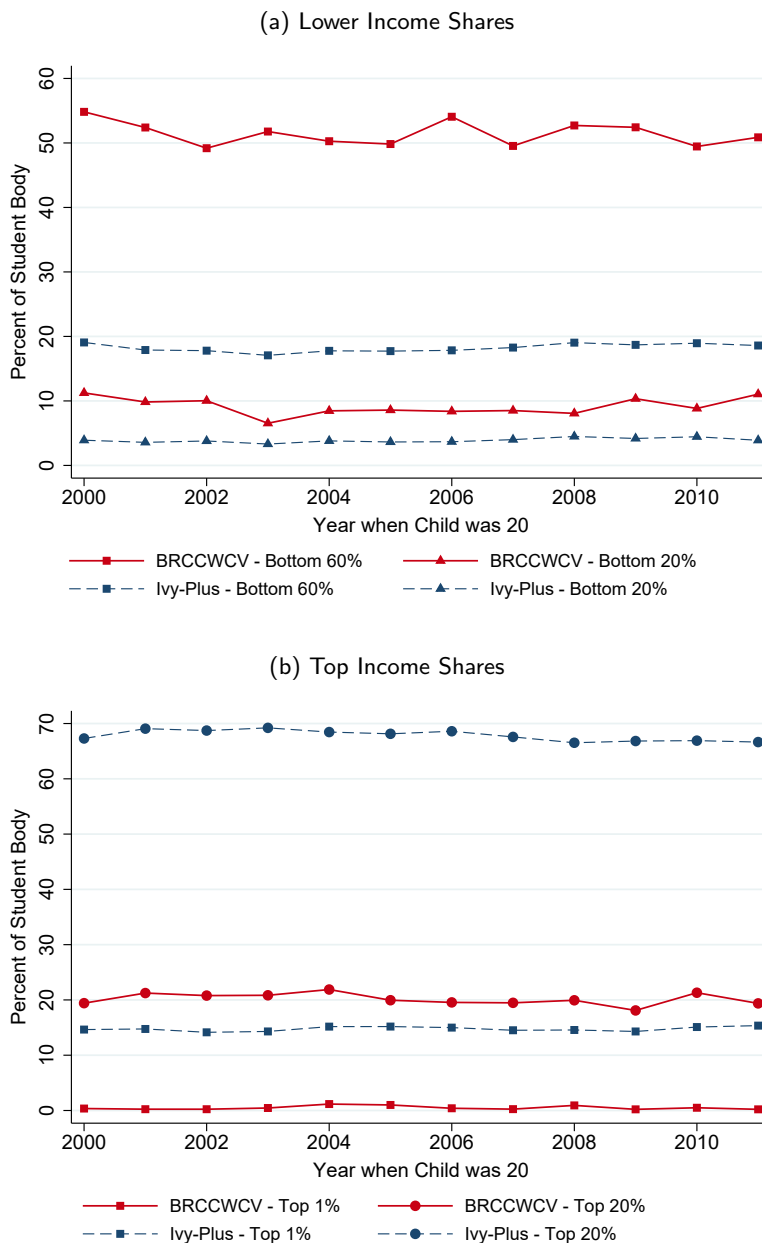 (a) Lower Income Shares
Percent of Student Body
60
50
40
30
20
10
0
2000 2002 2004 2006 2008 2010
Year when Child was 20
BRCCWCV - Bottom 60% BRCCWCV - Bottom 20%
Ivy-Plus - Bottom 60% Ivy-Plus - Bottom 20%
(b) Top Income Shares
Percent of Student Body
70
60
50
40
30
20
10
0
2000 2002 2004 2006 2008 2010
Year when Child was 20
BRCCWCV - Top 1% BRCCWCV - Top 20%
Ivy-Plus - Top 1% Ivy-Plus - Top 20%